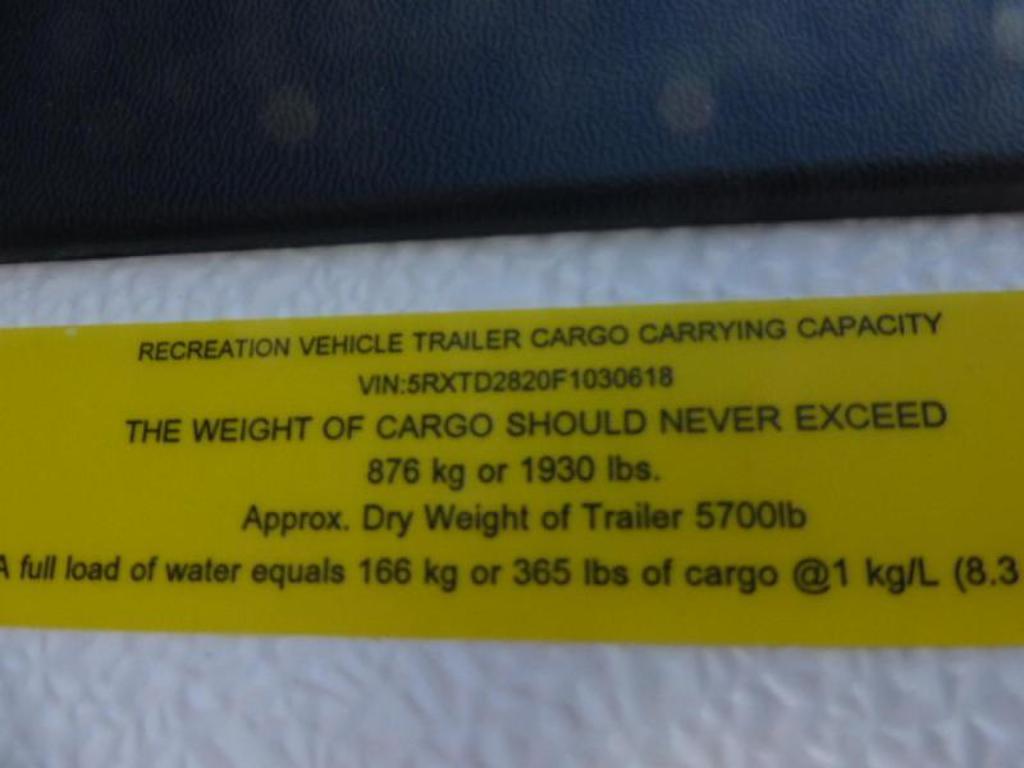 RECREATION VEHICLE TRAILER CARGO CARRYING CAPACITY
VIN:5RXTD2820F1030618
THE WEIGHT OF CARGO SHOULD NEVER EXCEED
876 kg or 1930 lbs.
Approx. Dry Weight of Trailer 5700lb
A full load of water equals 166 kg or 365 lbs of cargo @1 kg/L (8.3